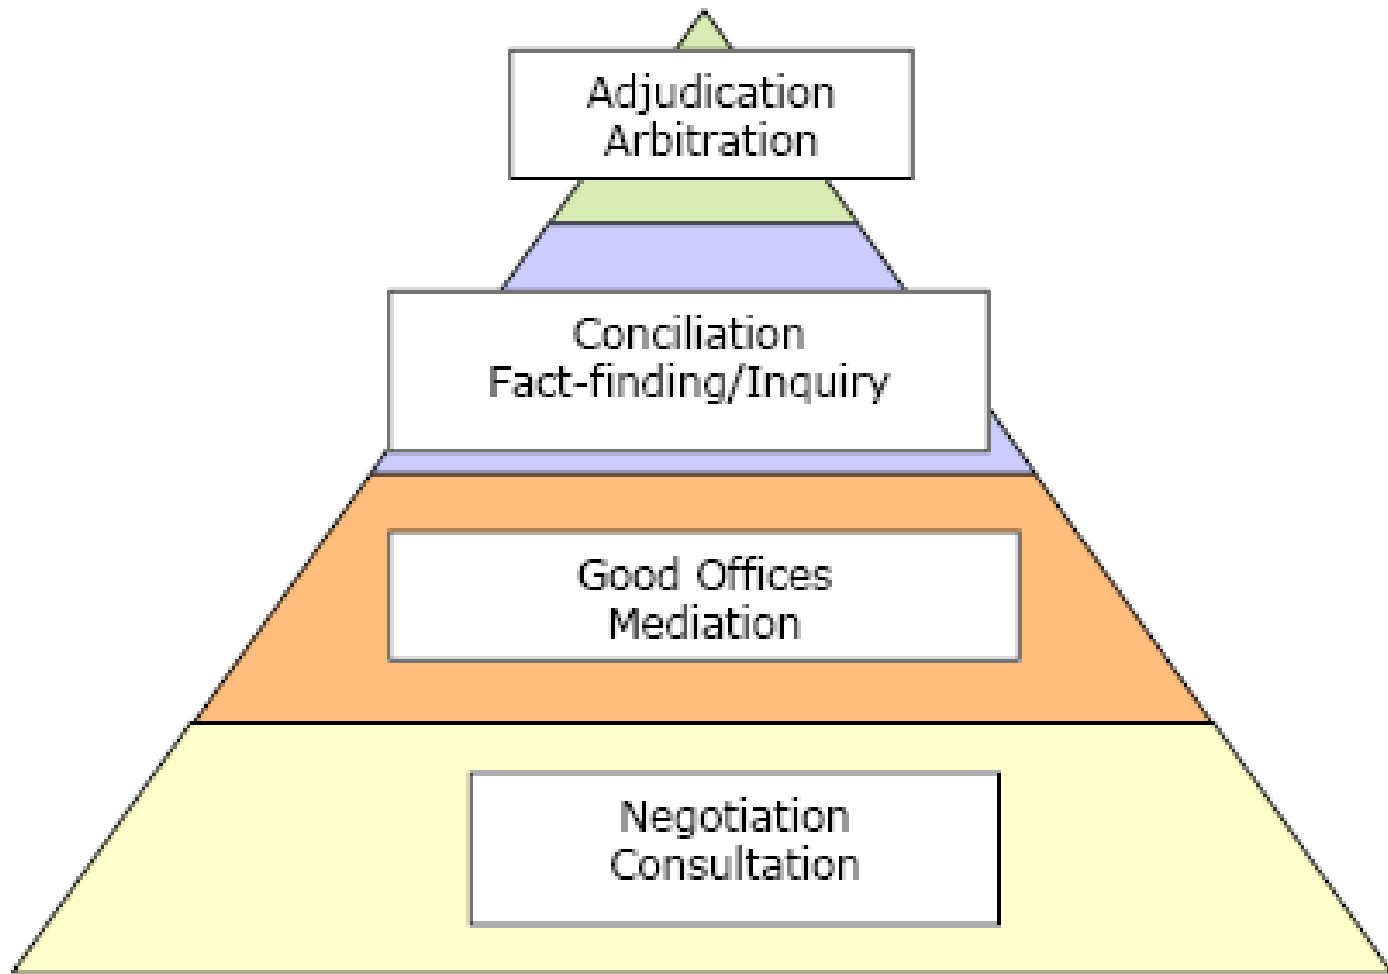 Adjudication
Arbitration
Conciliation
Fact-finding/Inquiry
Good Offices
Mediation
Negotiation
Consultation